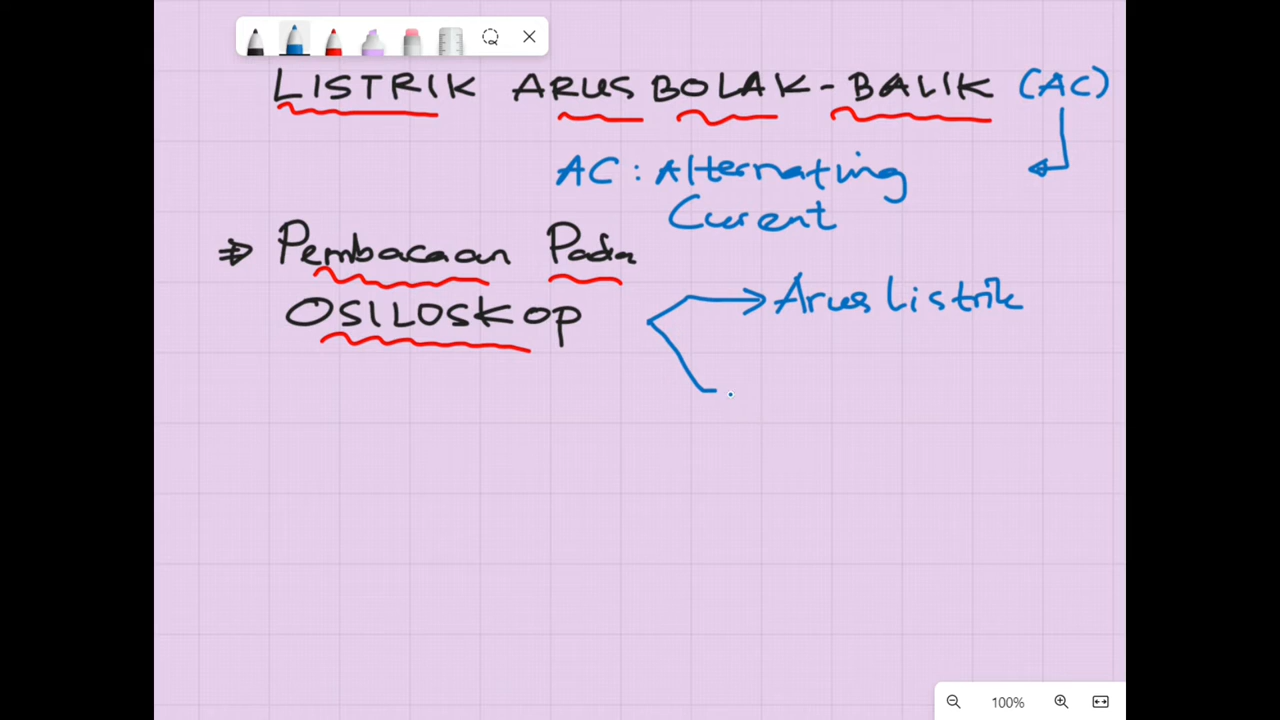 LISTRIK ARUS BOLAK-BALIK (AC)
AC : Alternating
Curent
⇒ Pembacaan Pada
OSILOSKOP
Arus Listrik
100%